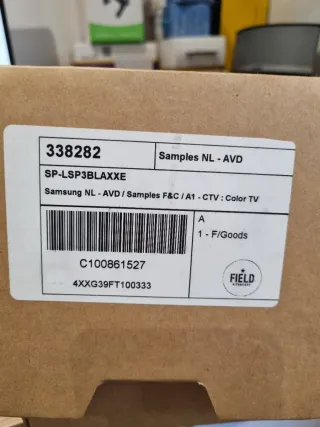 338282
Samples NL - AVD
SP-LSP3BLAXXE
Samsung NL - AVD / Samples F&C / A1 - CTV : Color TV
A
1 - F/Goods
C100861527
4XXG39FT100333
FIELD